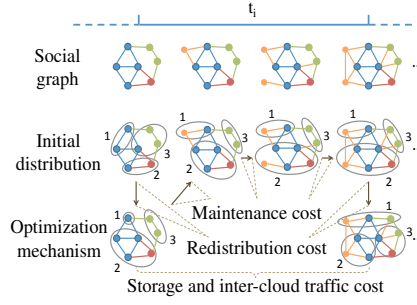 t_i
Social
graph
...
Initial
distribution
1 2 3
1 2 3
1 2 3
1 2 3
...
Maintenance cost
Optimization
mechanism
Redistribution cost
1 2 3
1 2 3
...
Storage and inter-cloud traffic cost